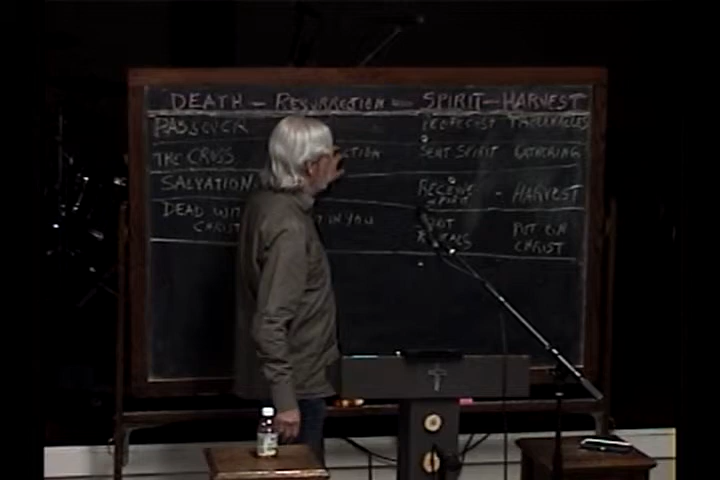 DEATH - RESURRECTION - SPIRIT - HARVEST
PASSOVER PENTECOST TABERNACLES
THE CROSS SENT SPIRIT GATHERING
SALVATION RECEIVE SPIRIT - HARVEST
DEAD WITH CHRIST IN YOU PUT ON CHRIST